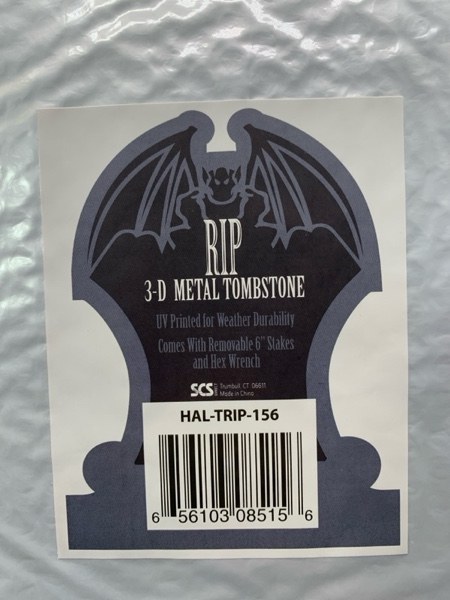 RIP
3-D METAL TOMBSTONE
UV Printed for Weather Durability
Comes With Removable 6" Stakes
and Hex Wrench
SCS Trumbull, CT 06611
Made in China
HAL-TRIP-156
6 56103 08515 6